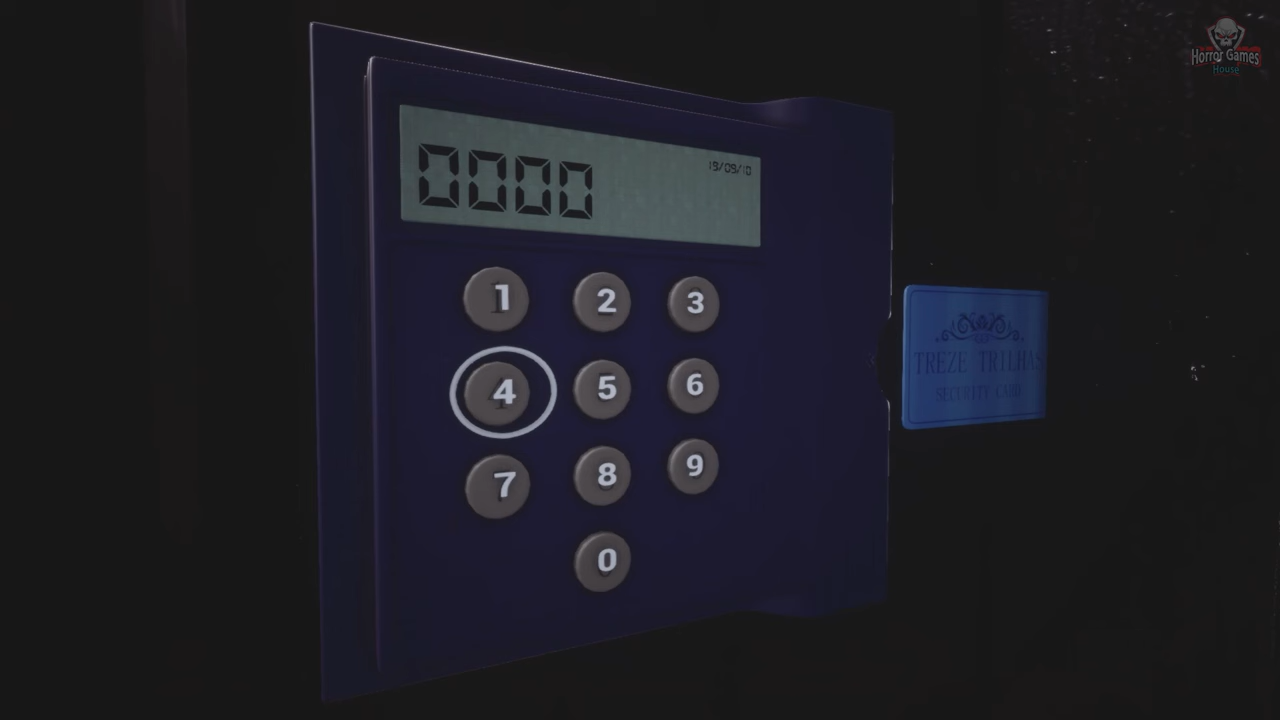 Horror Games
House
0000
19/09/10
1 2 3
4 5 6
7 8 9
0
TREZE TRILHAS
SECURITY CARD